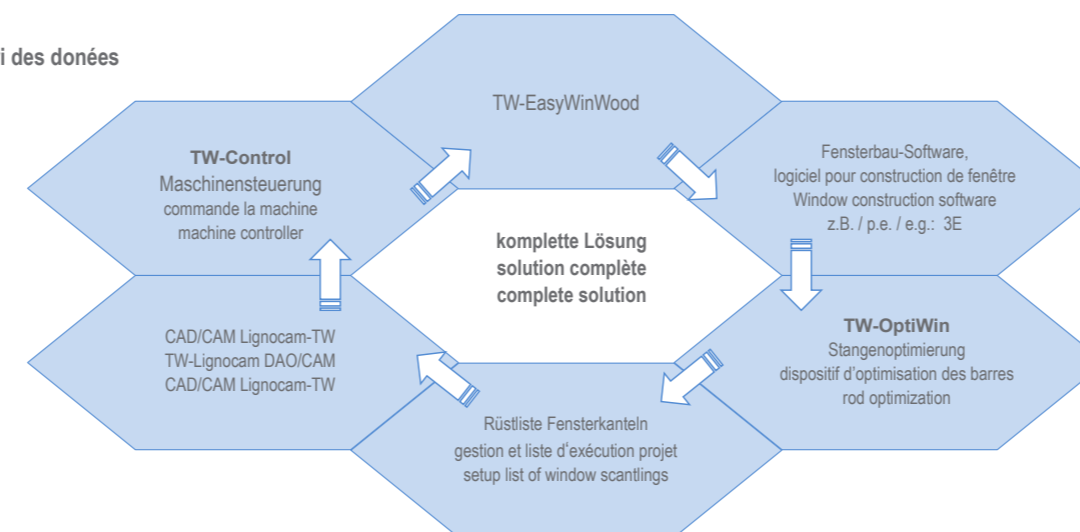 des donées
TW-EasyWinWood
TW-Control
Maschinensteuerung
commande la machine
machine controller
Fensterbau-Software,
logiciel pour construction de fenêtre
Window construction software
z.B. / p.e. / e.g.: 3E
komplette Lösung
solution complète
complete solution
CAD/CAM Lignocam-TW
TW-Lignocam DAO/CAM
CAD/CAM Lignocam-TW
TW-OptiWin
Stangenoptimierung
dispositif d'optimisation des barres
rod optimization
Rüstliste Fensterkanteln
gestion et liste d‘exécution projet
setup list of window scantlings